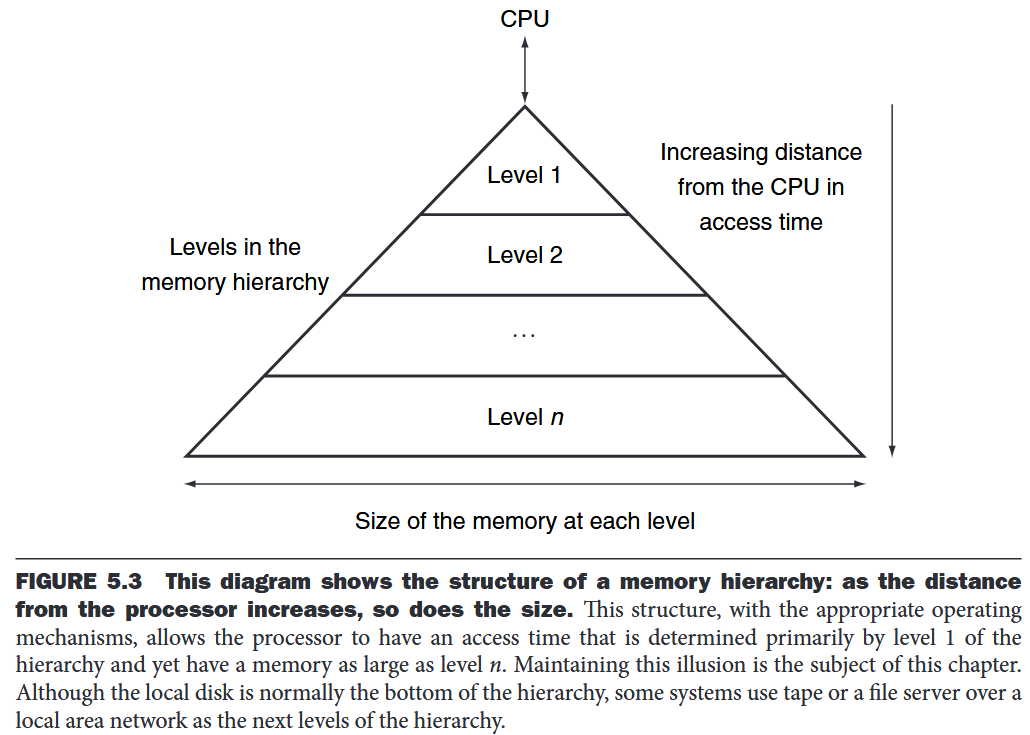 CPU
Level 1
Increasing distance
from the CPU in
access time
Levels in the
memory hierarchy
Level 2
...
Level n
Size of the memory at each level
FIGURE 5.3 This diagram shows the structure of a memory hierarchy: as the distance
from the processor increases, so does the size. This structure, with the appropriate operating
mechanisms, allows the processor to have an access time that is determined primarily by level 1 of the
hierarchy and yet have a memory as large as level n. Maintaining this illusion is the subject of this chapter.
Although the local disk is normally the bottom of the hierarchy, some systems use tape or a file server over a
local area network as the next levels of the hierarchy.